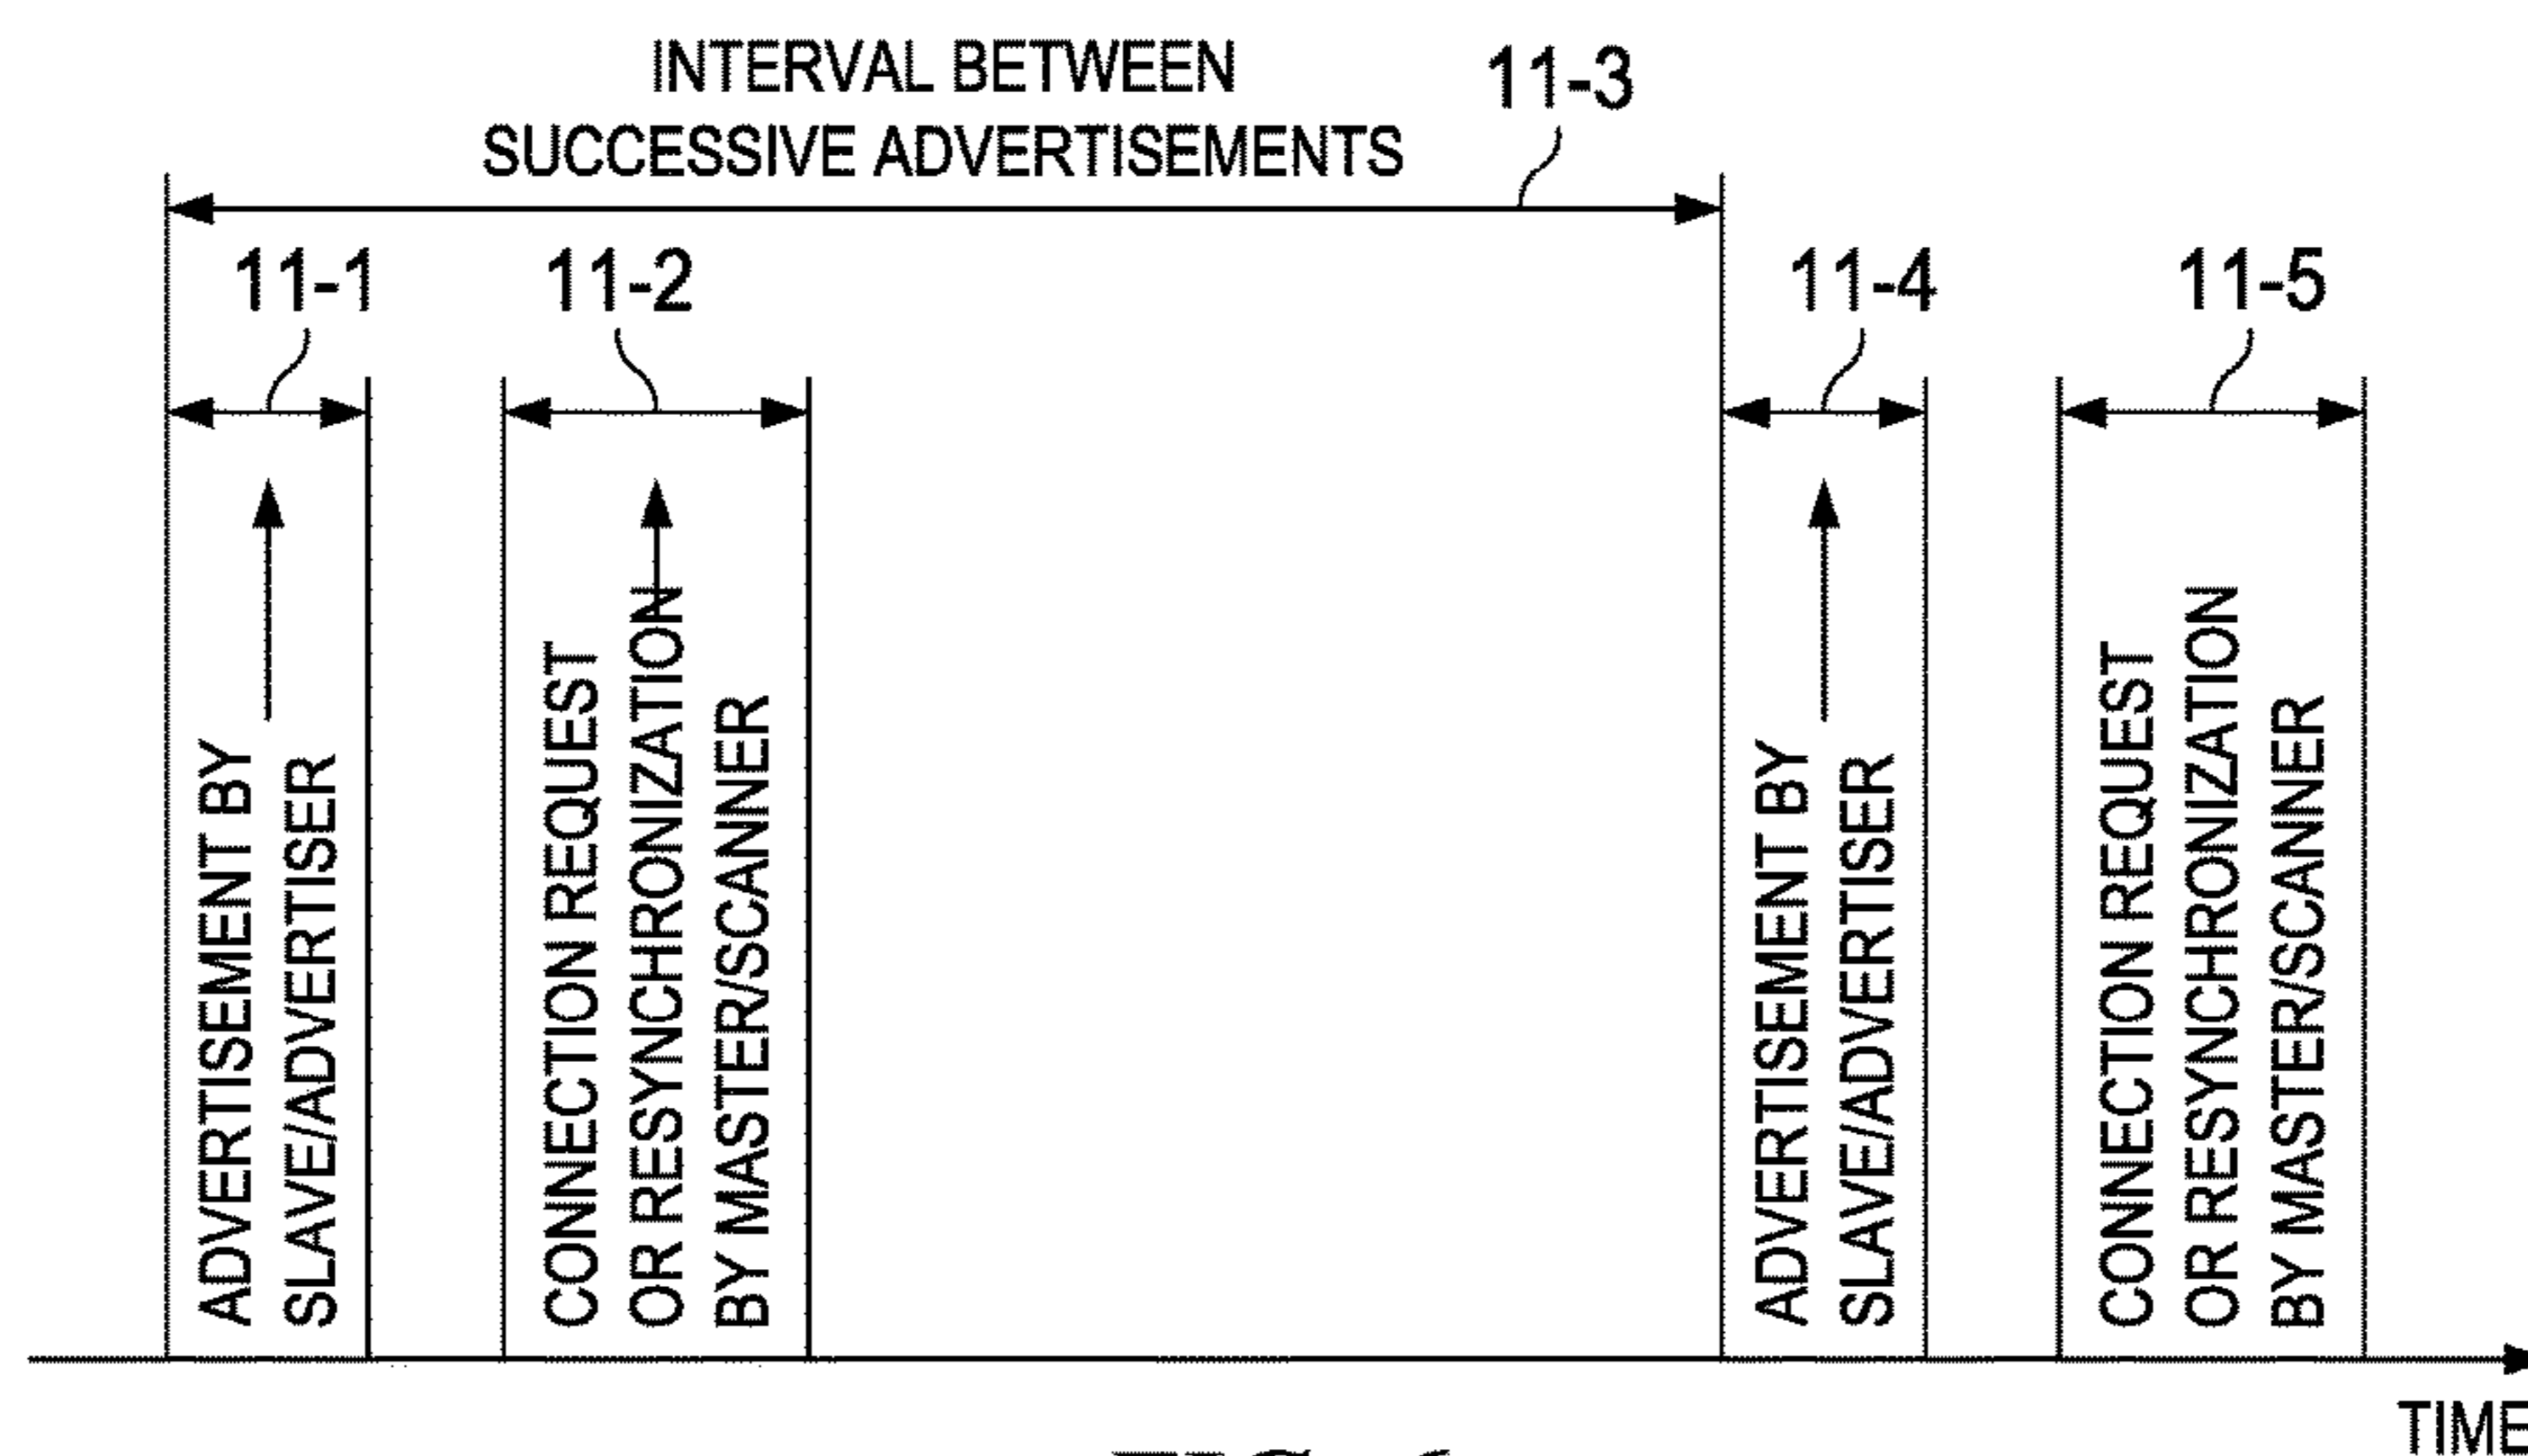 INTERVAL BETWEEN
SUCCESSIVE ADVERTISEMENTS
11-3
11-1
11-2
11-4
11-5
ADVERTISEMENT BY
SLAVE/ADVERTISER
CONNECTION REQUEST
OR RESYNCHRONIZATION
BY MASTER/SCANNER
ADVERTISEMENT BY
SLAVE/ADVERTISER
CONNECTION REQUEST
OR RESYNCHRONIZATION
BY MASTER/SCANNER
TIME